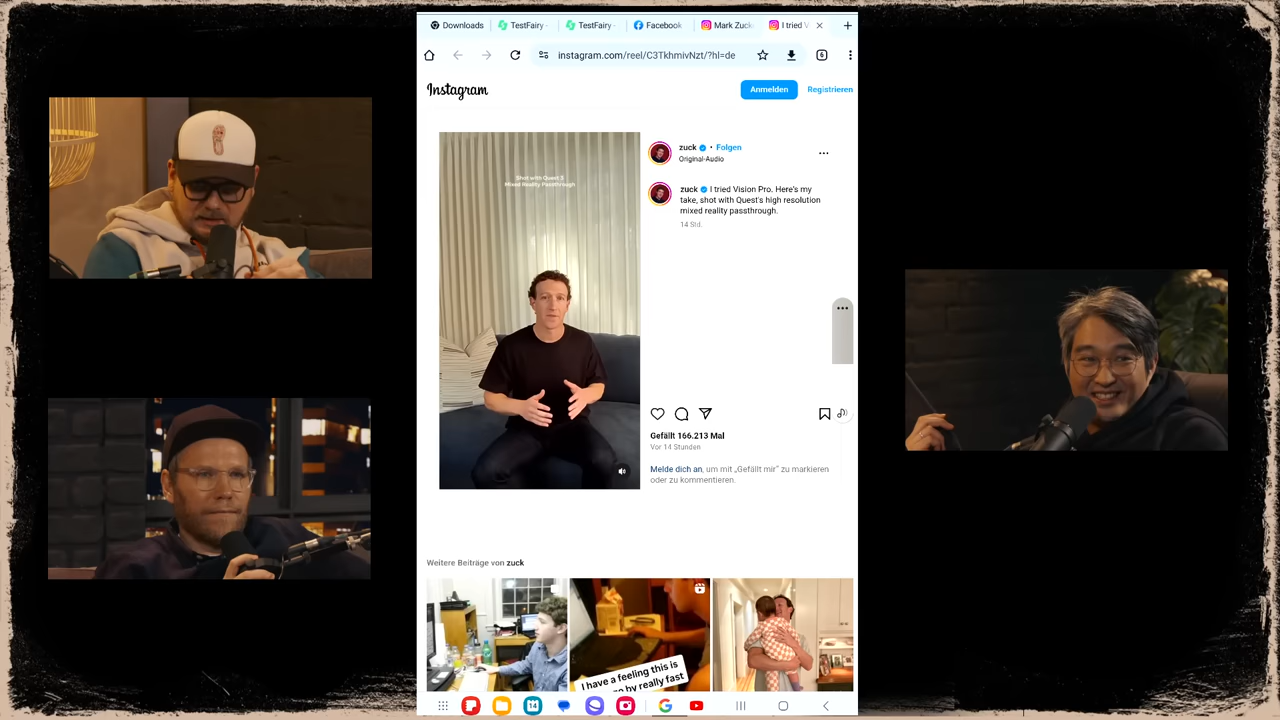 Downloads
TestFairy
TestFairy
Facebook
Mark Zuck
I tried V
instagram.com/reel/C3TkhmivNzt/?hl=de
6
Instagram
Anmelden
Registrieren
Shot with Quest 3
Mixed Reality Passthrough
zuck • Folgen
Original-Audio
zuck I tried Vision Pro. Here's my
take, shot with Quest's high resolution
mixed reality passthrough.
14 Std.
Gefällt 166.213 Mal
Vor 14 Stunden
Melde dich an, um mit „Gefällt mir“ zu markieren
oder zu kommentieren.
Weitere Beiträge von zuck
I have a feeling this is
by really fast
14